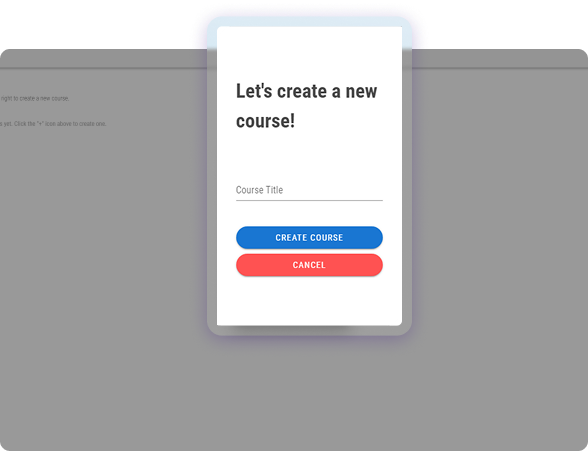 Let's create a new
course!
right to create a new course.
s yet. Click the "+" icon above to create one.
Course Title
CREATE COURSE
CANCEL